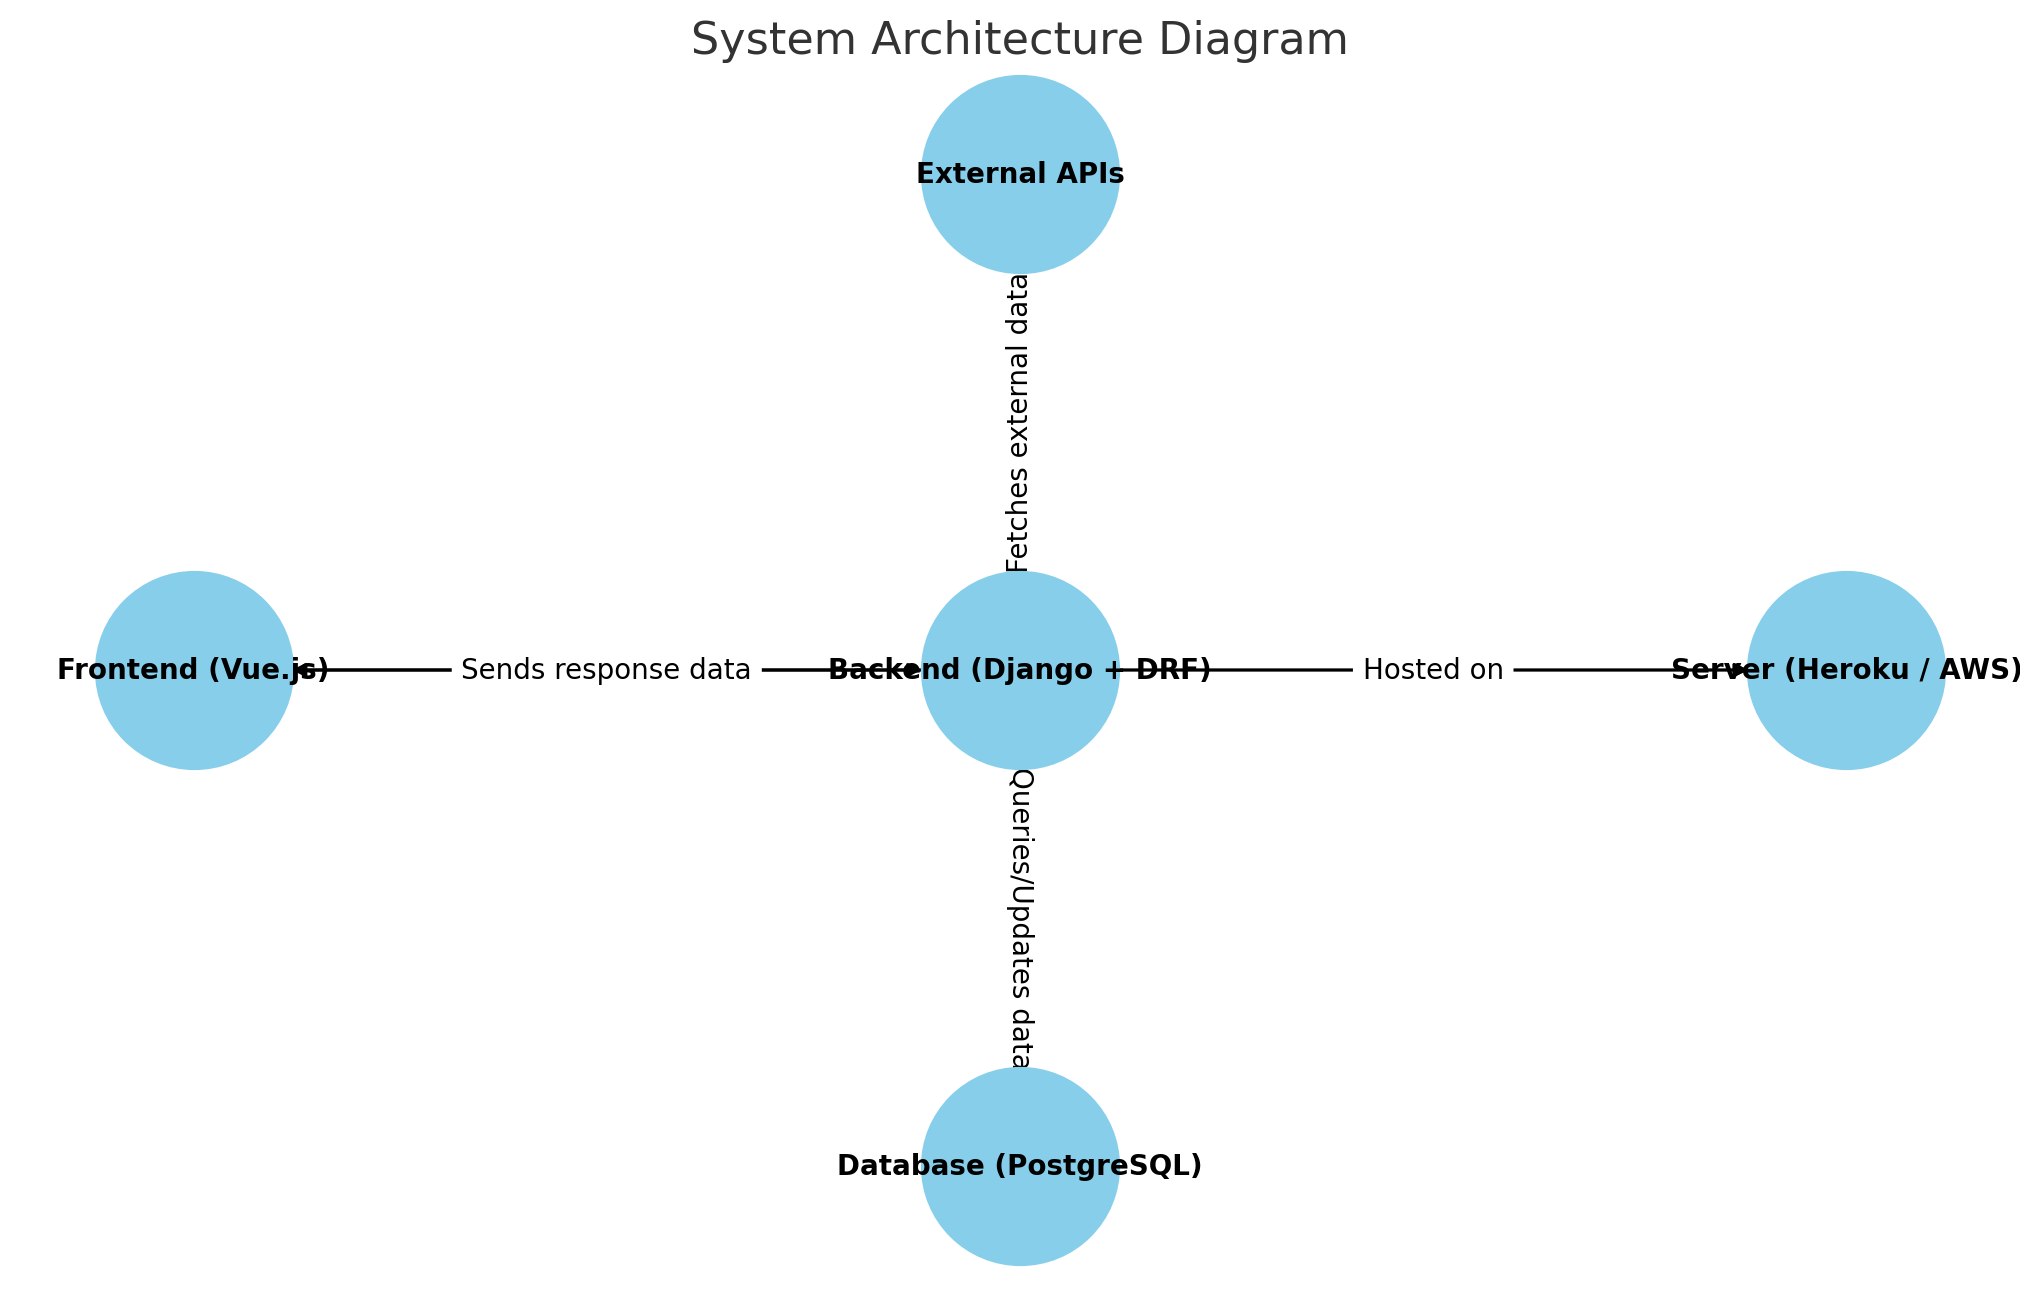 System Architecture Diagram
External APIs
Fetches external data
Frontend (Vue.js)
Sends response data
Backend (Django + DRF)
Hosted on
Server (Heroku / AWS)
Queries/Updates data
Database (PostgreSQL)